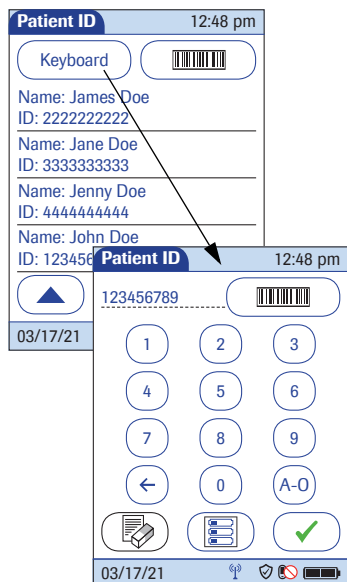 Patient ID 12:48 pm
Keyboard
Name: James Doe
ID: 2222222222
Name: Jane Doe
ID: 3333333333
Name: Jenny Doe
ID: 4444444444
Name: John Doe
ID: 123456
03/17/21
Patient ID 12:48 pm
123456789
1 2 3
4 5 6
7 8 9
← 0 A-O
03/17/21